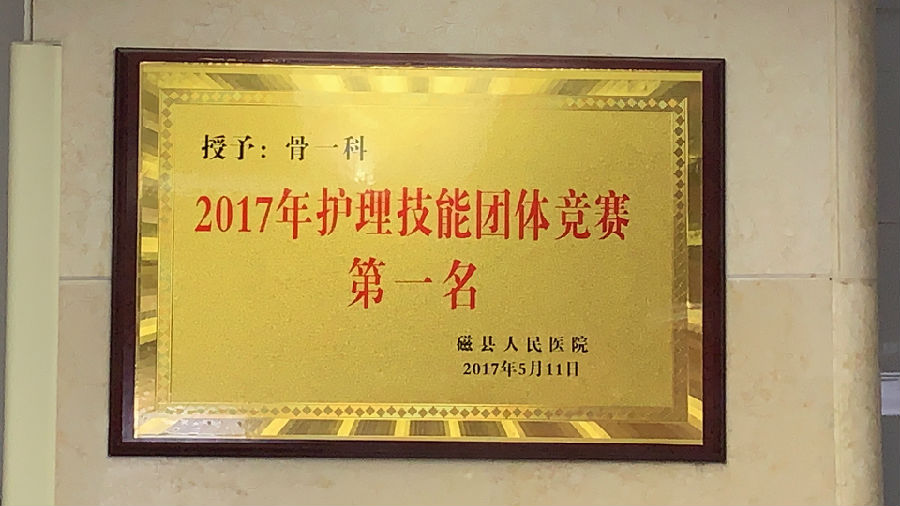 授予：骨一科
2017年护理技能团体竞赛
第一名
磁县人民医院
2017年5月11日